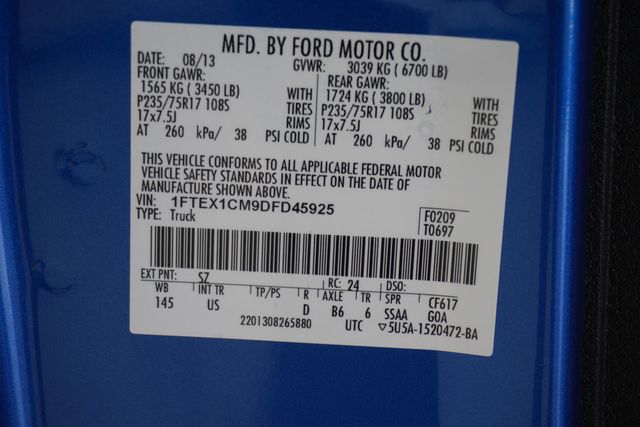 MFD. BY FORD MOTOR CO.
DATE: 08/13 GVWR: 3039 KG ( 6700 LB)
FRONT GAWR: REAR GAWR:
1565 KG ( 3450 LB) WITH 1724 KG ( 3800 LB) WITH
P235/75R17 108S TIRES P235/75R17 108S TIRES
17x7.5J RIMS 17x7.5J RIMS
AT 260 kPa/ 38 PSI COLD AT 260 kPa/ 38 PSI COLD
THIS VEHICLE CONFORMS TO ALL APPLICABLE FEDERAL MOTOR
VEHICLE SAFETY STANDARDS IN EFFECT ON THE DATE OF
MANUFACTURE SHOWN ABOVE.
VIN: 1FTEX1CM9DFD45925 F0209
TYPE: Truck T0697
EXT PNT: SZ RC: 24 DSO:
WB INT TR TP/PS R AXLE TR SPR CF617
145 US D B6 6 SSAA GOA
2201308265880 UTC ▽5U5A-1520472-BA